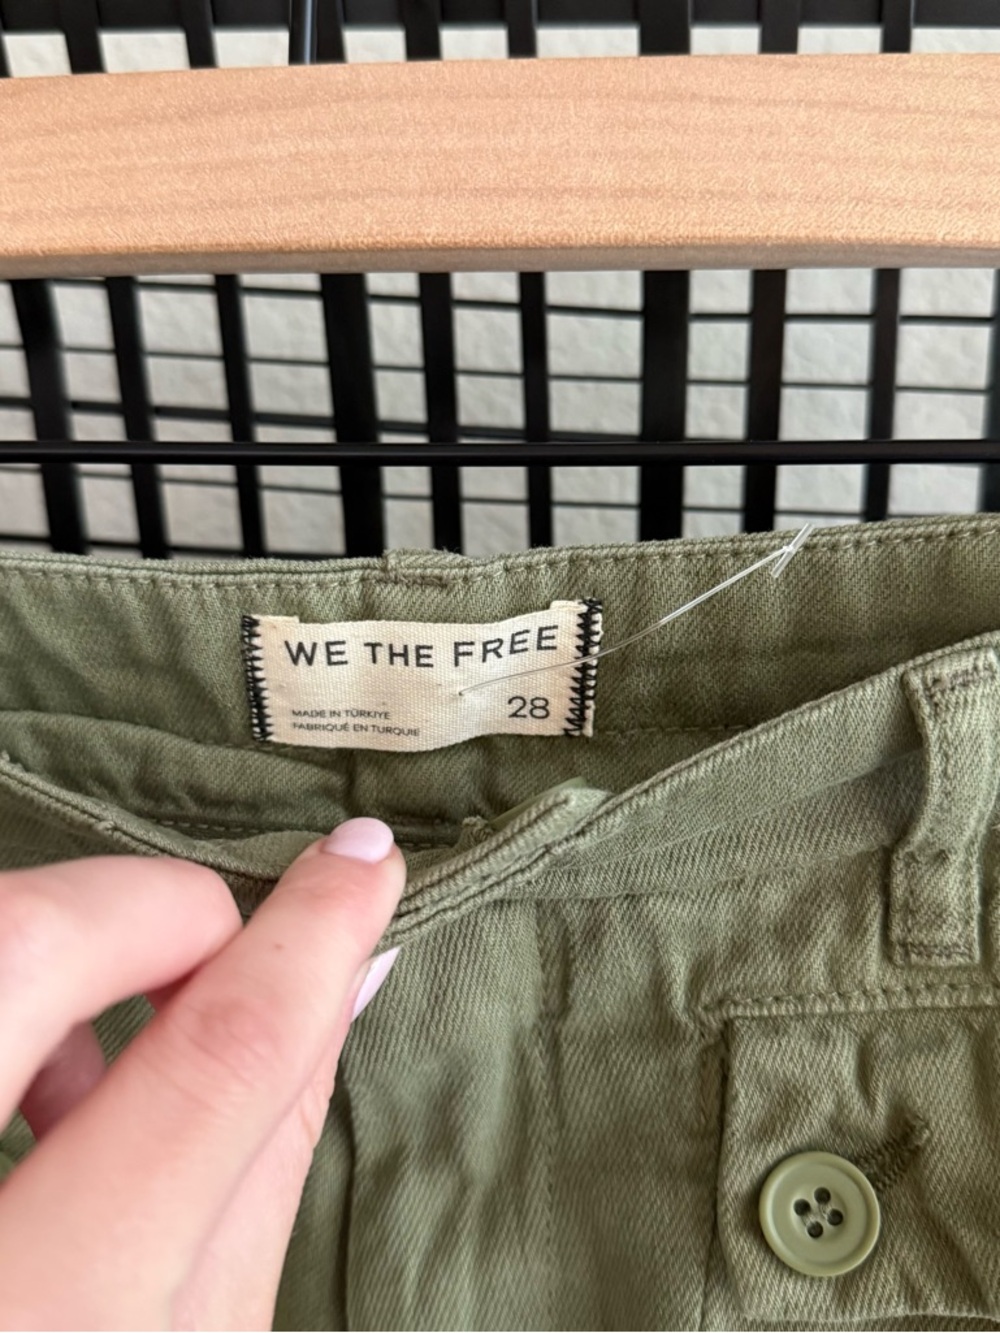 WE THE FREE
28
MADE IN TÜRKIYE
FABRIQUÉ EN TURQUIE